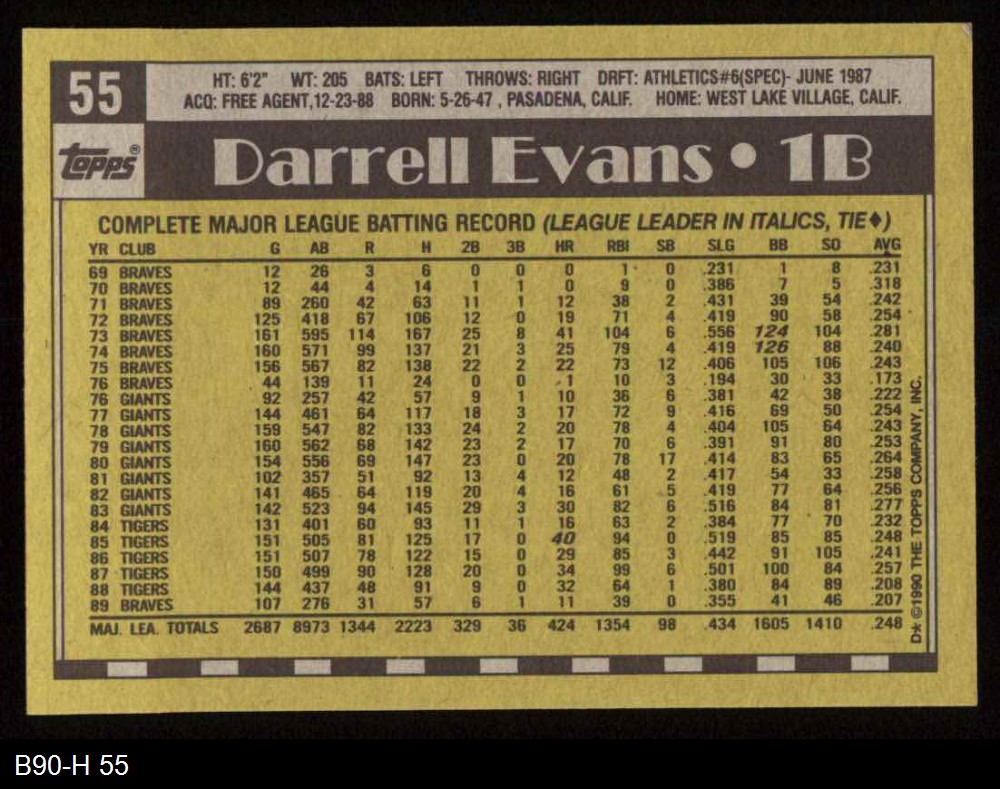 55
HT: 6'2" WT: 205 BATS: LEFT THROWS: RIGHT DRFT: ATHLETICS#6(SPEC)- JUNE 1987
ACQ: FREE AGENT,12-23-88 BORN: 5-26-47 , PASADENA, CALIF. HOME: WEST LAKE VILLAGE, CALIF.
topps®
Darrell Evans • 1B
COMPLETE MAJOR LEAGUE BATTING RECORD (LEAGUE LEADER IN ITALICS, TIE♦)
YR CLUB G AB R H 2B 3B HR RBI SB SLG BB SO AVG
69 BRAVES 12 26 3 6 0 0 0 1 0 .231 1 8 .231
70 BRAVES 12 44 4 14 1 1 0 9 0 .386 7 5 .318
71 BRAVES 89 260 42 63 11 1 12 38 2 .431 39 54 .242
72 BRAVES 125 418 67 106 12 0 19 71 4 .419 90 58 .254
73 BRAVES 161 595 114 167 25 8 41 104 6 .556 124 104 .281
74 BRAVES 160 571 99 137 21 3 25 79 4 .419 126 88 .240
75 BRAVES 156 567 82 138 22 2 22 73 12 .406 105 106 .243
76 BRAVES 44 139 11 24 0 0 1 10 3 .194 30 33 .173
76 GIANTS 92 257 42 57 9 1 10 36 6 .381 42 38 .222
77 GIANTS 144 461 64 117 18 3 17 72 9 .416 69 50 .254
78 GIANTS 159 547 82 133 24 2 20 78 4 .404 105 64 .243
79 GIANTS 160 562 68 142 23 2 17 70 6 .391 91 80 .253
80 GIANTS 154 556 69 147 23 0 20 78 17 .414 83 65 .264
81 GIANTS 102 357 51 92 13 4 12 48 2 .417 54 33 .258
82 GIANTS 141 465 64 119 20 4 16 61 5 .419 77 64 .256
83 GIANTS 142 523 94 145 29 3 30 82 6 .516 84 81 .277
84 TIGERS 131 401 60 93 11 1 16 63 2 .384 77 70 .232
85 TIGERS 151 505 81 125 17 0 40 94 0 .519 85 85 .248
86 TIGERS 151 507 78 122 15 0 29 85 3 .442 91 105 .241
87 TIGERS 150 499 90 128 20 0 34 99 6 .501 100 84 .257
88 TIGERS 144 437 48 91 9 0 32 64 1 .380 84 89 .208
89 BRAVES 107 276 31 57 6 1 11 39 0 .355 41 46 .207
MAJ. LEA. TOTALS 2687 8973 1344 2223 329 36 424 1354 98 .434 1605 1410 .248
D* ©1990 THE TOPPS COMPANY, INC.
B90-H 55